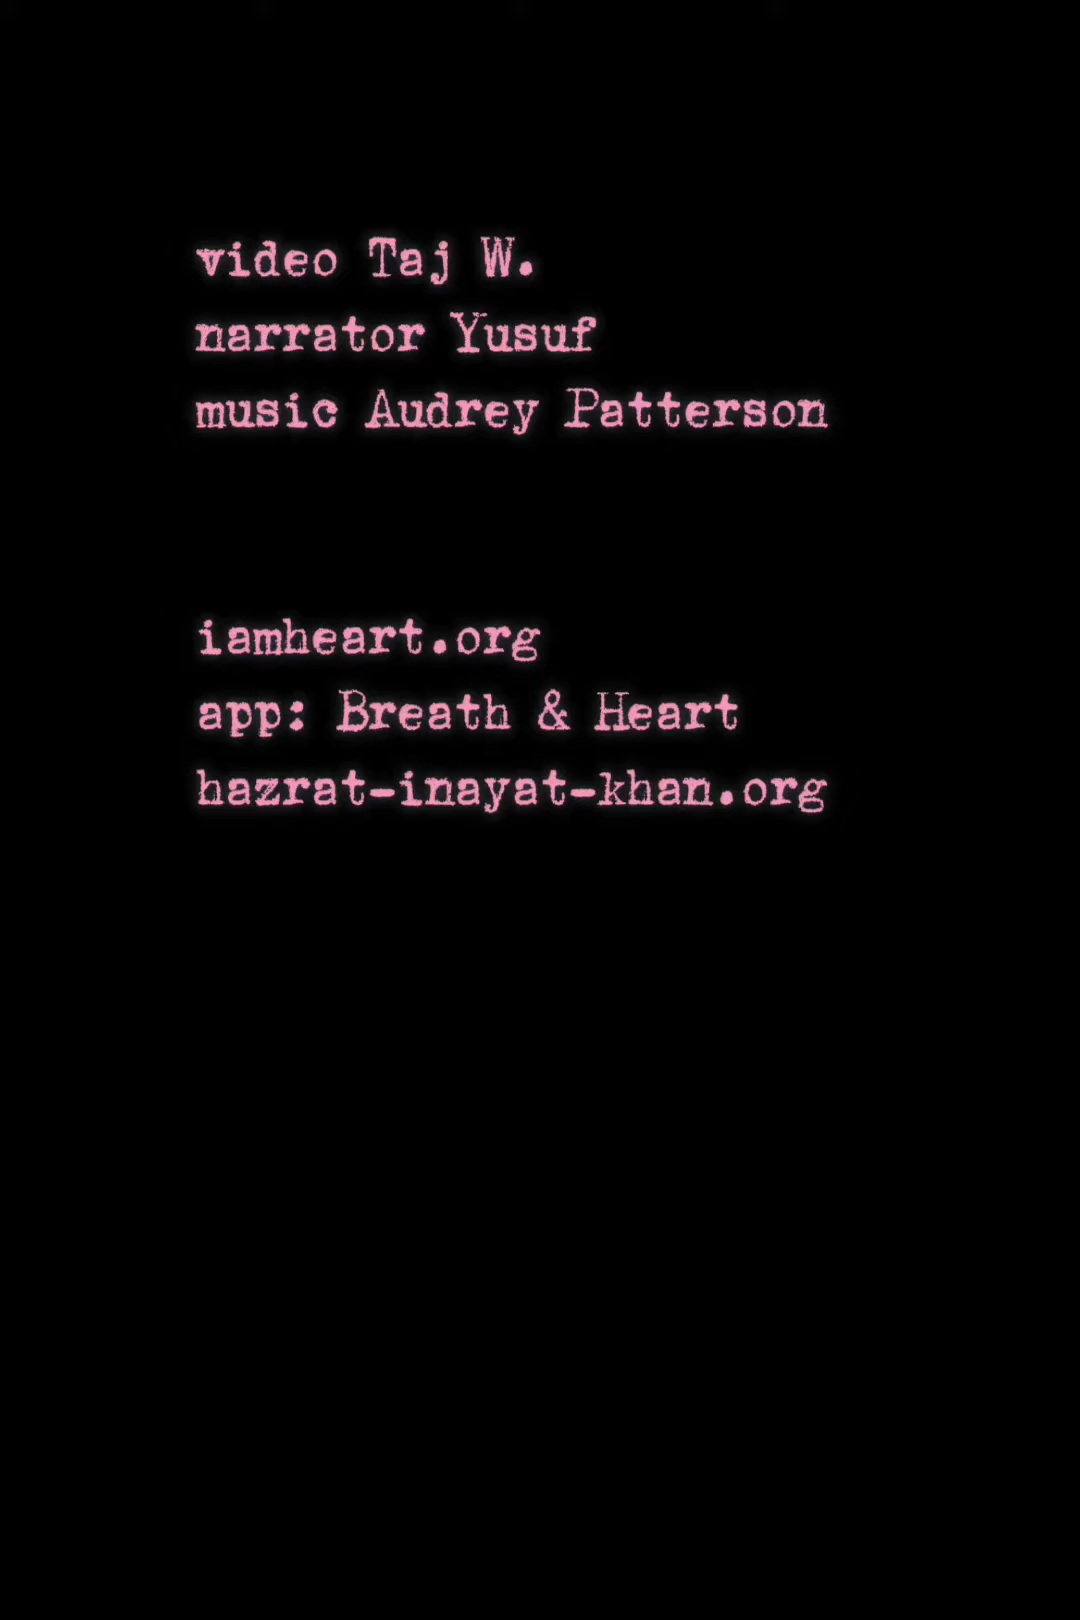 video Taj W.
narrator Yusuf
music Audrey Patterson
iamheart.org
app: Breath & Heart
hazrat-inayat-khan.org